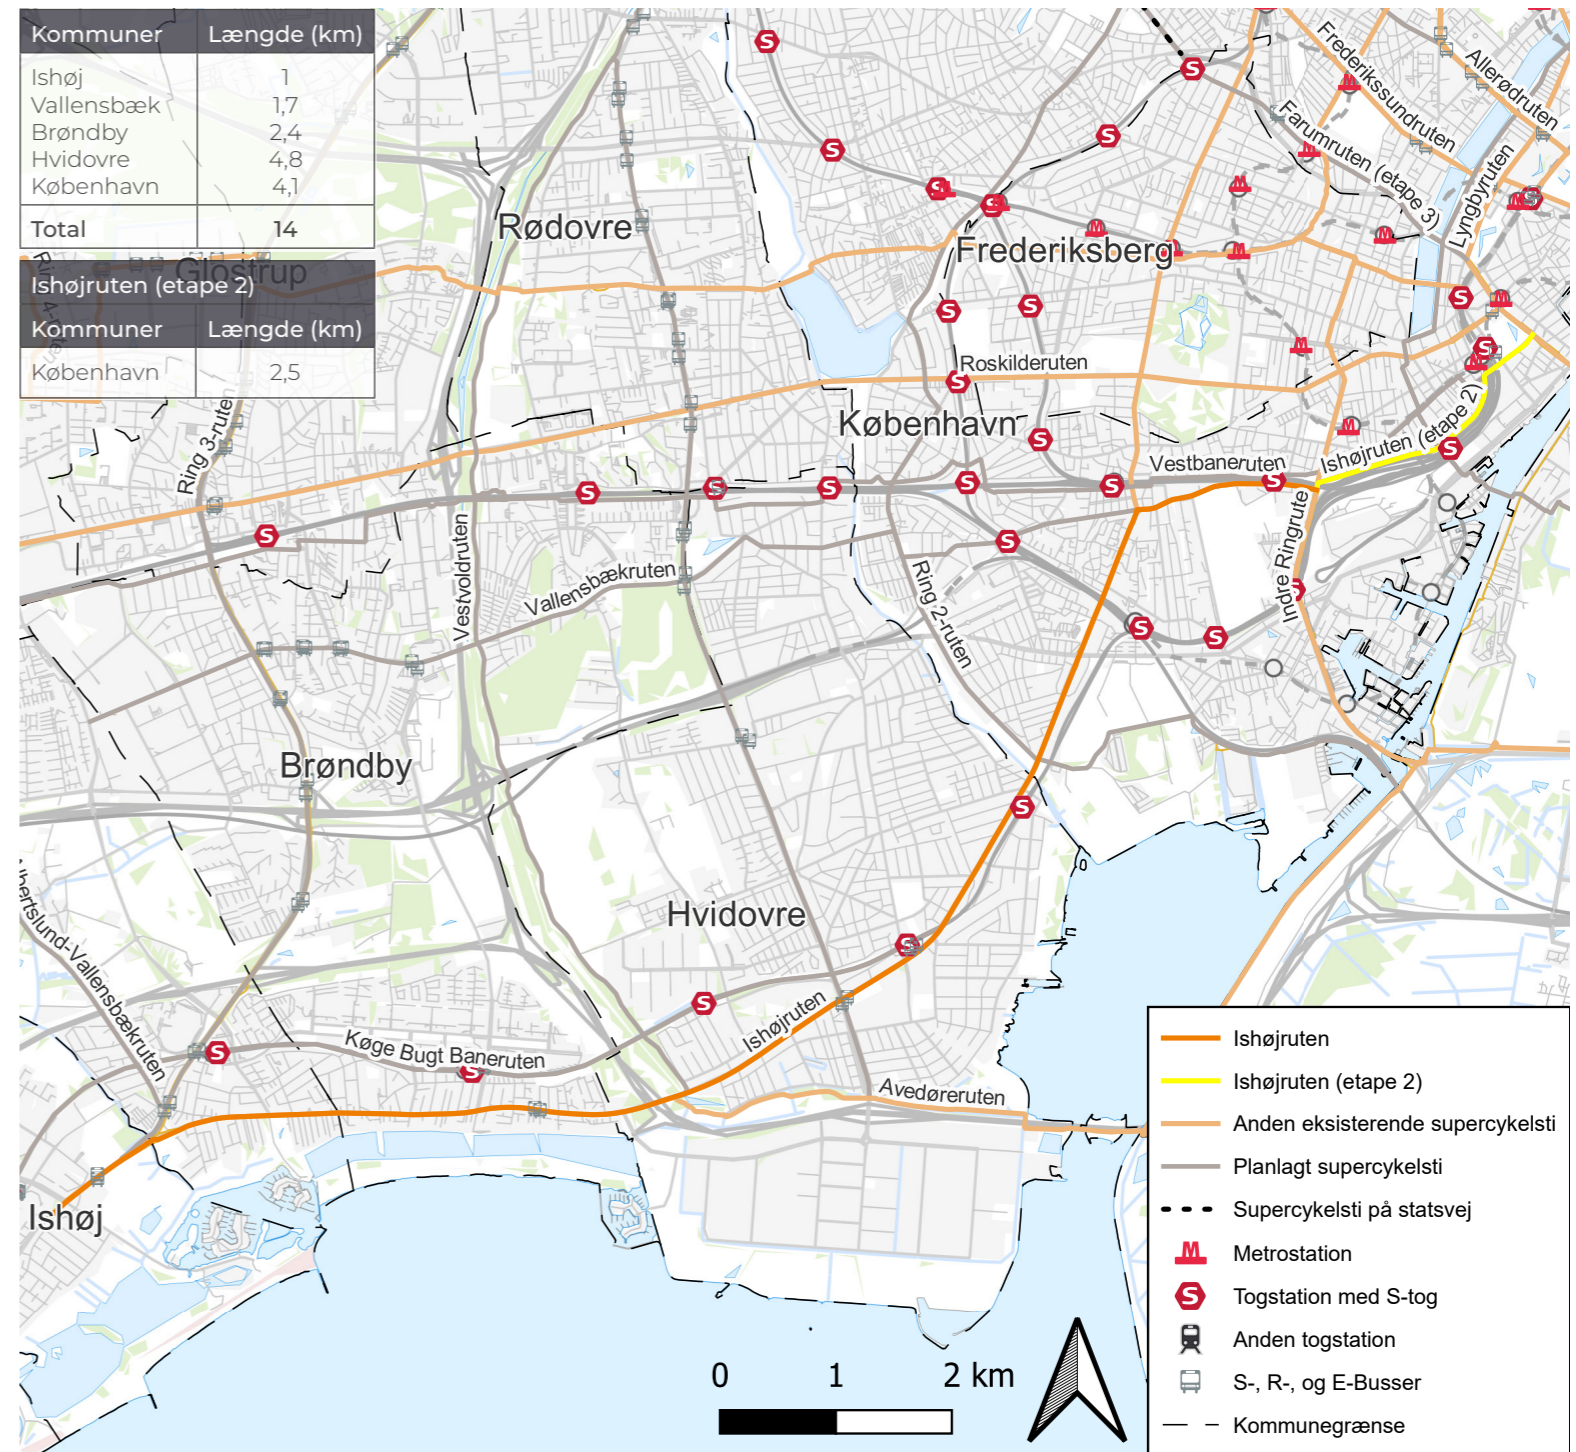 Kommuner Længde (km)
Ishøj 1
Vallensbæk 1,7
Brøndby 2,4
Hvidovre 4,8
København 4,1
Total 14
Glostrup
Ishøjruten (etape 2)
Kommuner Længde (km)
København 2,5
Frederikssundruten
Allerødruten
Farumruten (etape 3)
Lyngbyruten
Rødovre
Frederiksberg
Roskilderuten
København
Ring 3-rute
Vestbaneruten
Ishøjruten (etape 2)
Indre Ringrute
Vestvoldruten
Vallensbækruten
Ring 2-ruten
Brøndby
Hvidovre
lbertslund-Vallensbækruten
Køge Bugt Baneruten
Ishøjruten
Avedøreruten
Ishøj
0 1 2 km
Ishøjruten
Ishøjruten (etape 2)
Anden eksisterende supercykelsti
Planlagt supercykelsti
Supercykelsti på statsvej
Metrostation
Togstation med S-tog
Anden togstation
S-, R-, og E-Busser
Kommunegrænse